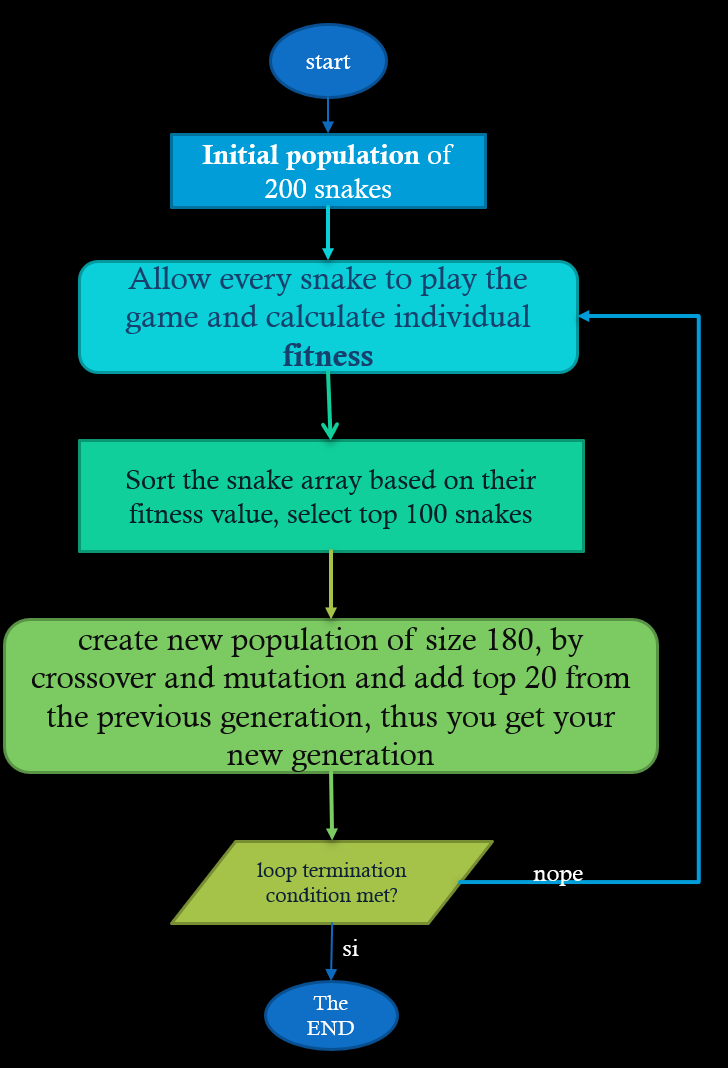 start
Initial population of
200 snakes
Allow every snake to play the
game and calculate individual
fitness
Sort the snake array based on their
fitness value, select top 100 snakes
create new population of size 180, by
crossover and mutation and add top 20 from
the previous generation, thus you get your
new generation
loop termination
condition met?
nope
si
The
END